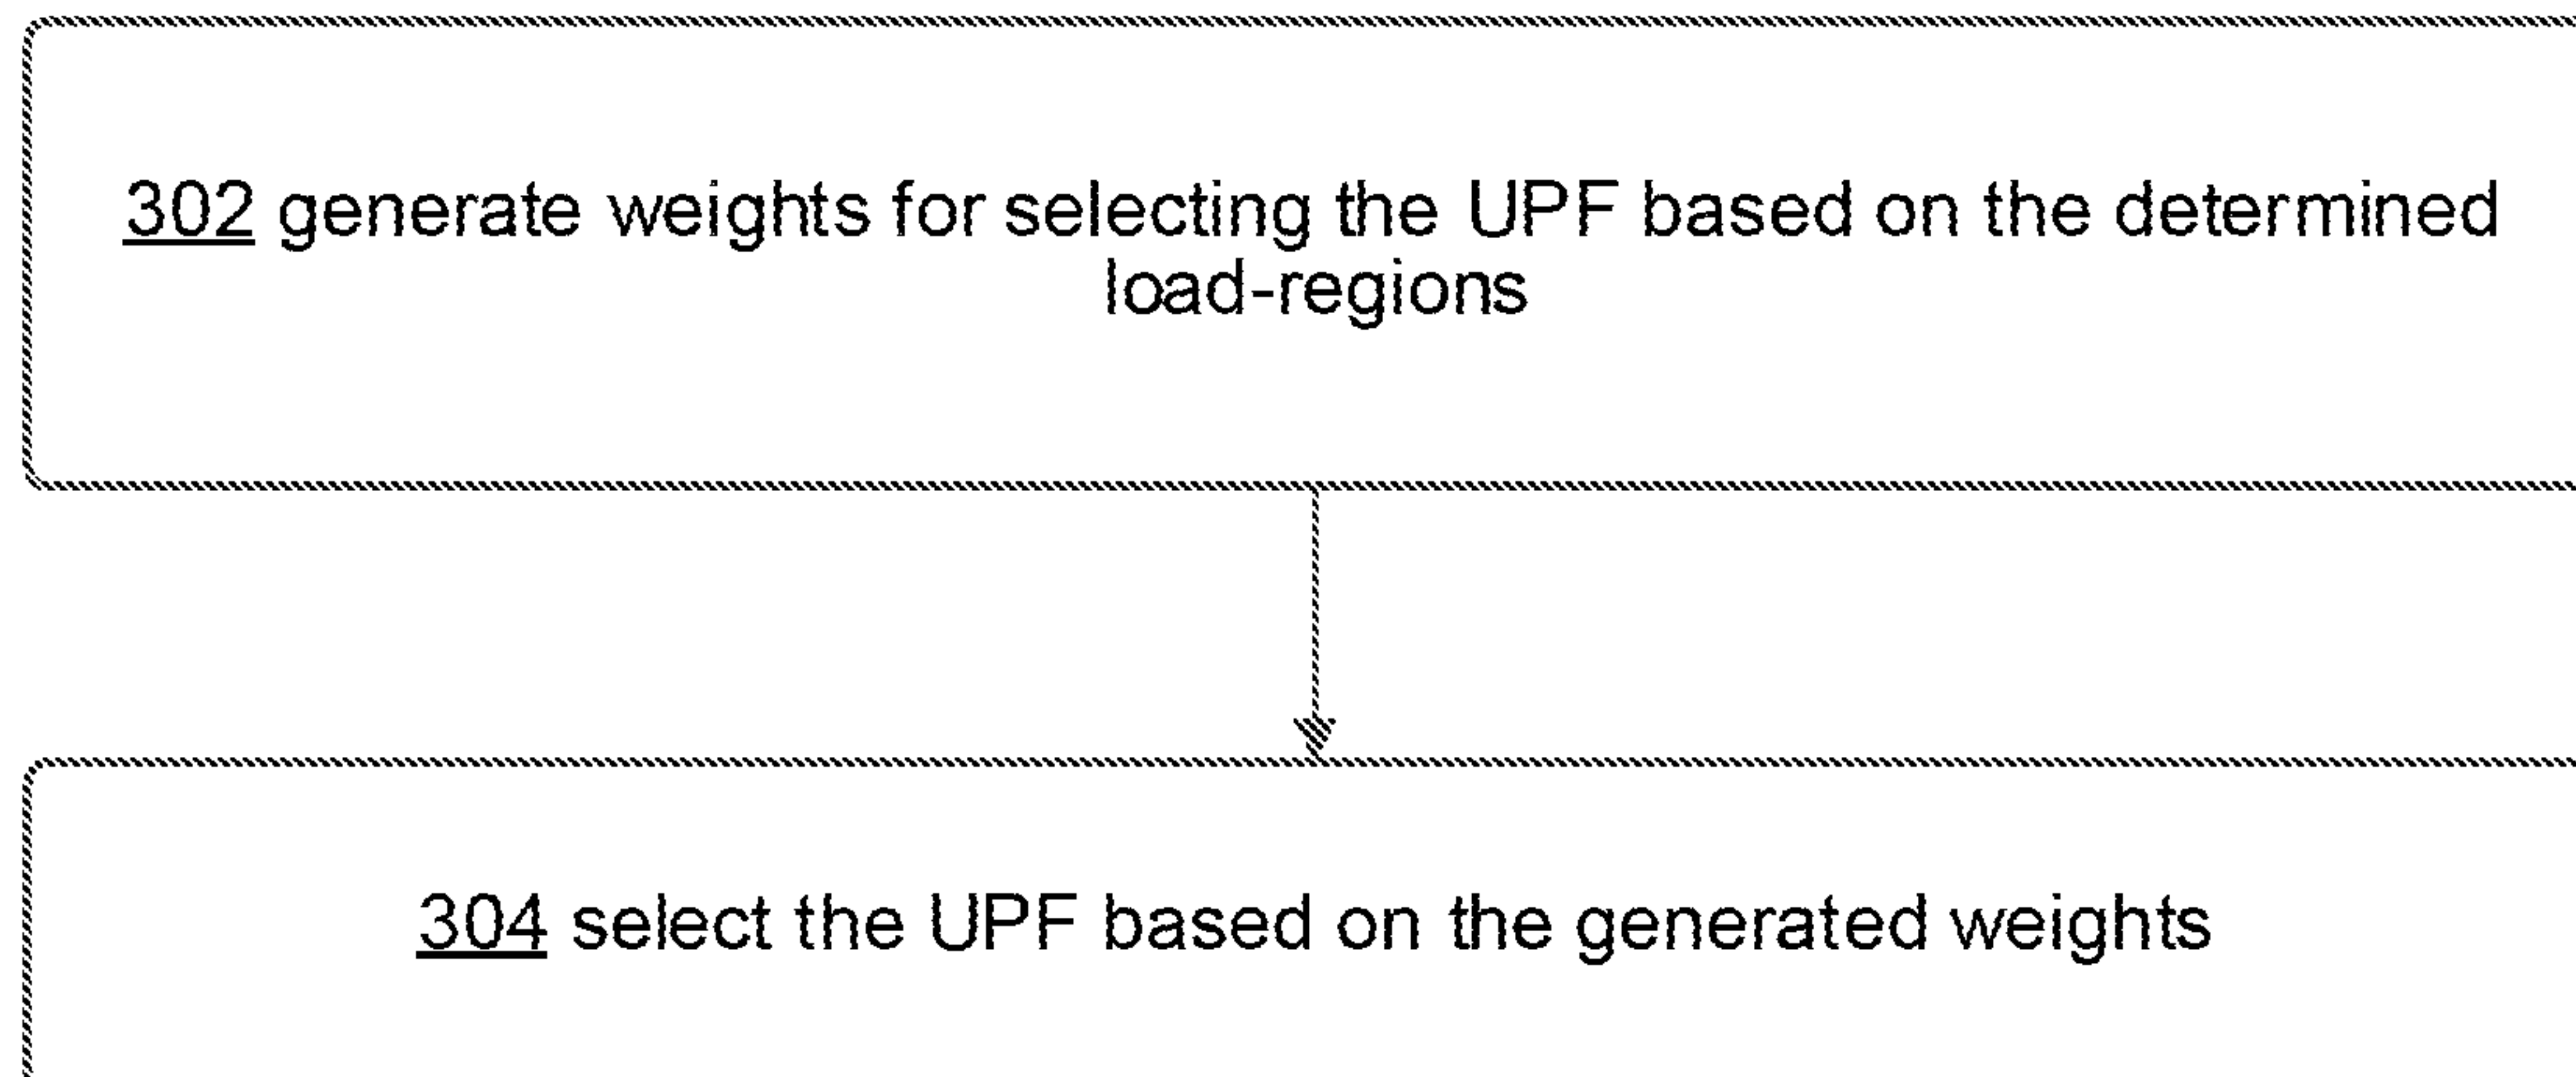 302 generate weights for selecting the UPF based on the determined
load-regions
304 select the UPF based on the generated weights